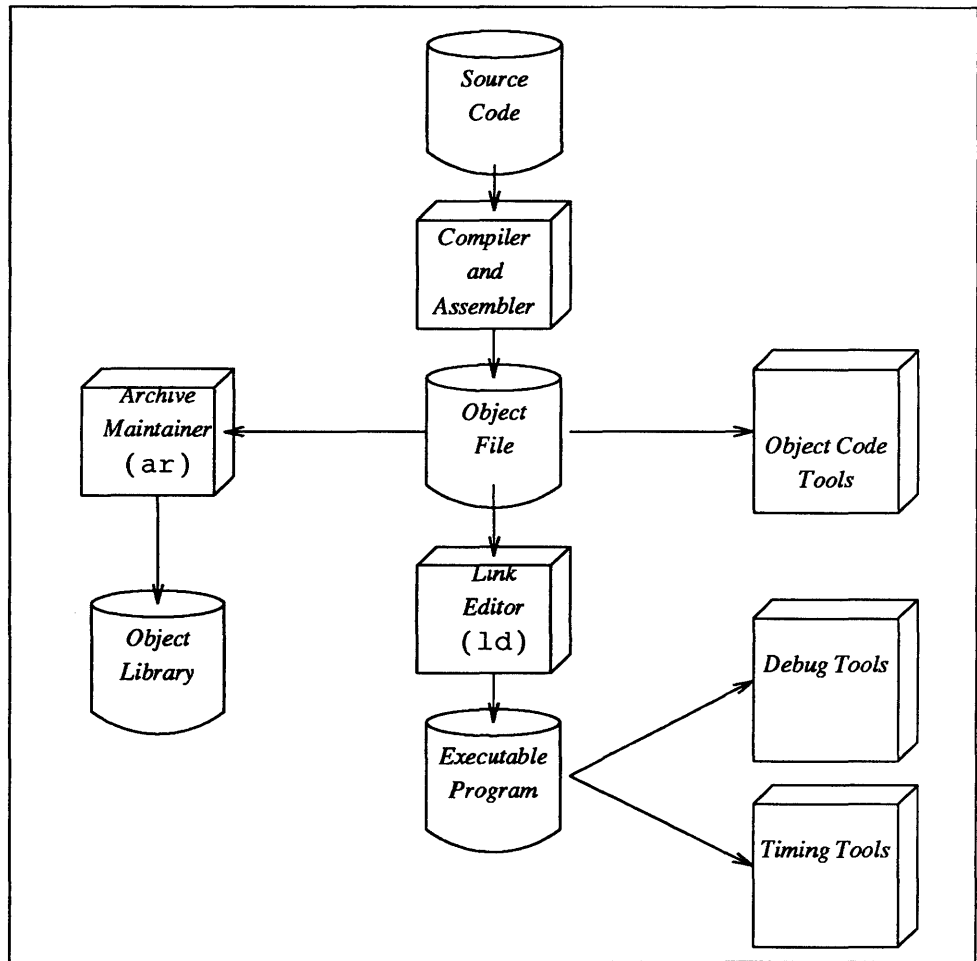 Source
Code
Compiler
and
Assembler
Archive
Maintainer
(ar)
Object
File
Object Code
Tools
Link
Editor
(ld)
Object
Library
Debug Tools
Executable
Program
Timing Tools